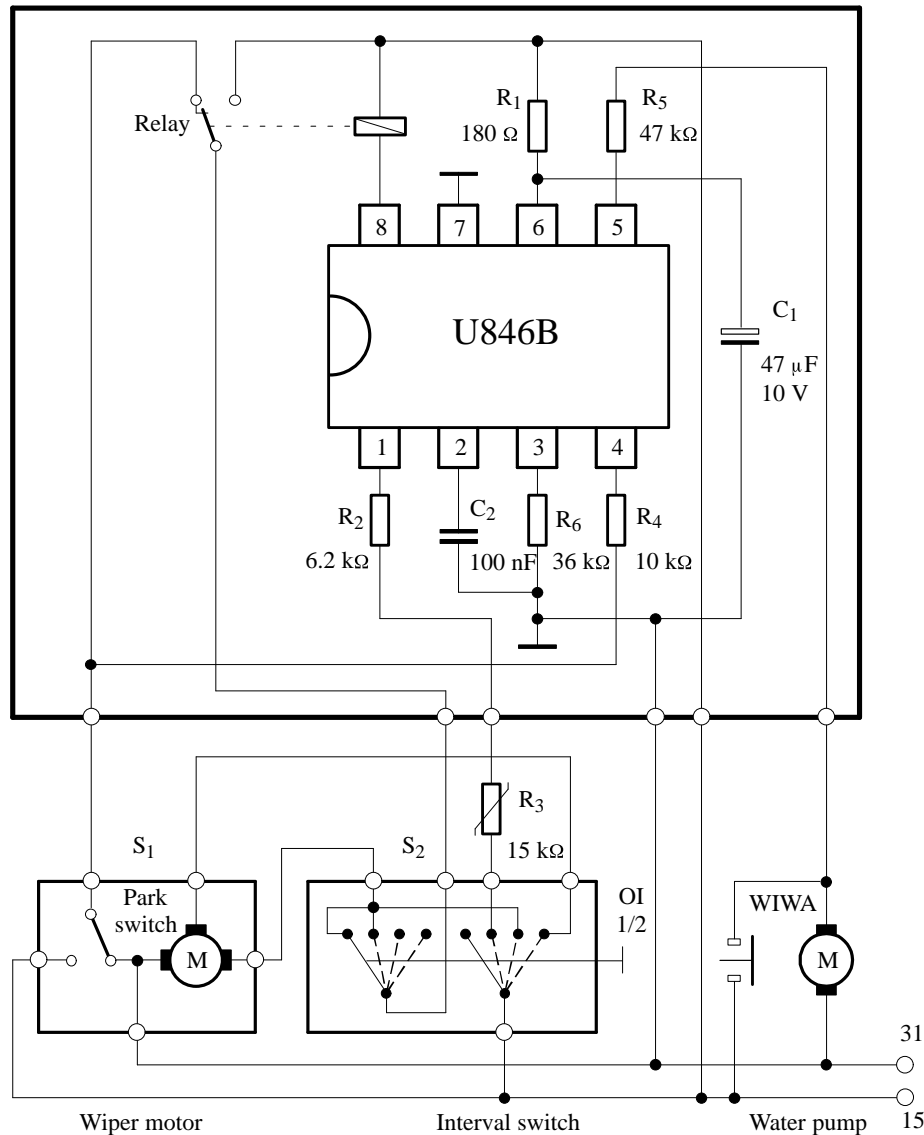 R1
180 Ω
R5
47 kΩ
Relay
8
7
6
5
U846B
C1
47 μF
10 V
1
2
3
4
R2
6.2 kΩ
C2
100 nF
R6
36 kΩ
R4
10 kΩ
R3
15 kΩ
S1
S2
Park
switch
M
OI
1/2
WIWA
M
31
15
Wiper motor
Interval switch
Water pump